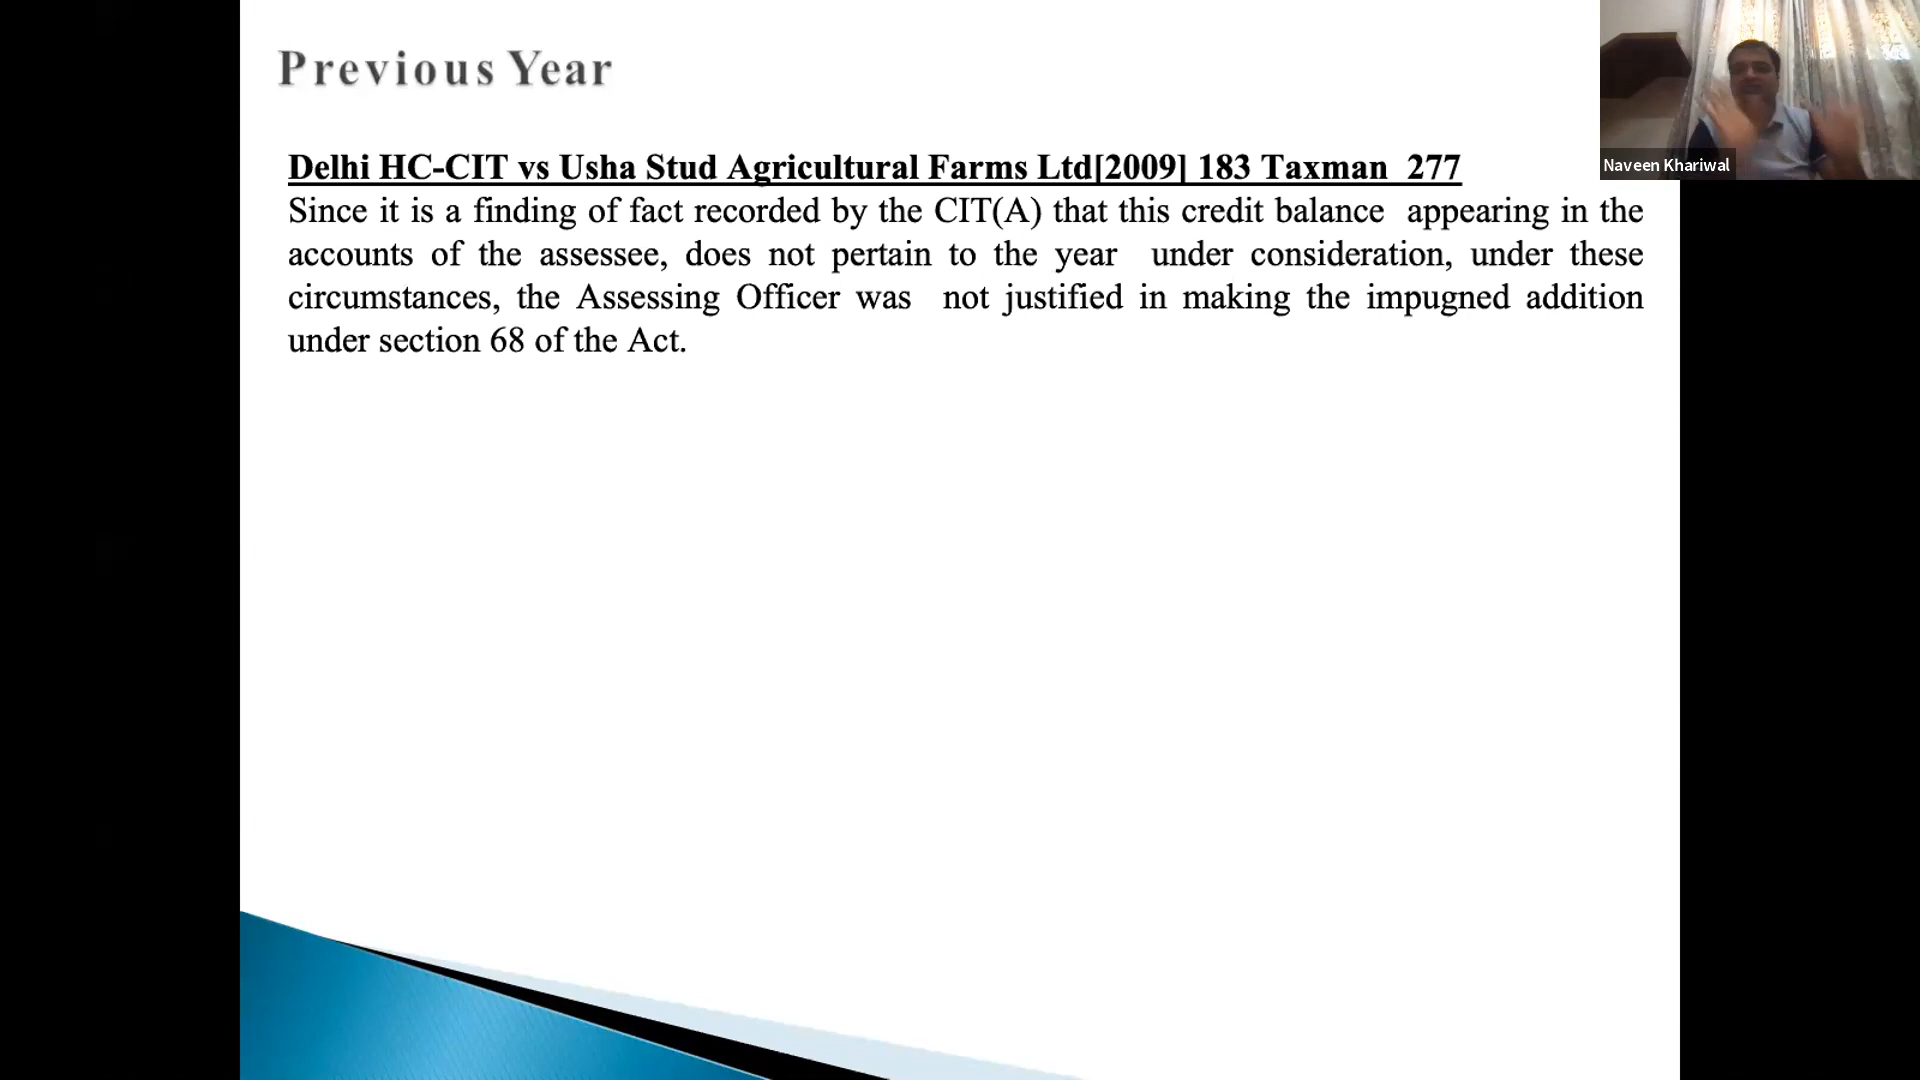 Previous Year
Naveen Khariwal
Delhi HC-CIT vs Usha Stud Agricultural Farms Ltd[2009] 183 Taxman 277
Since it is a finding of fact recorded by the CIT(A) that this credit balance appearing in the
accounts of the assessee, does not pertain to the year under consideration, under these
circumstances, the Assessing Officer was not justified in making the impugned addition
under section 68 of the Act.